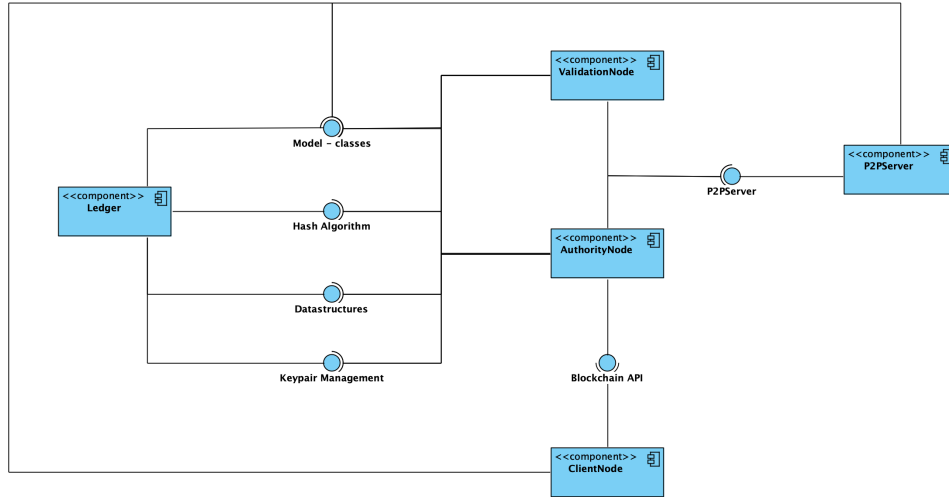 <<component>>
ValidationNode
Model - classes
<<component>>
P2PServer
P2PServer
<<component>>
Ledger
Hash Algorithm
<<component>>
AuthorityNode
Datastructures
Keypair Management
Blockchain API
<<component>>
ClientNode